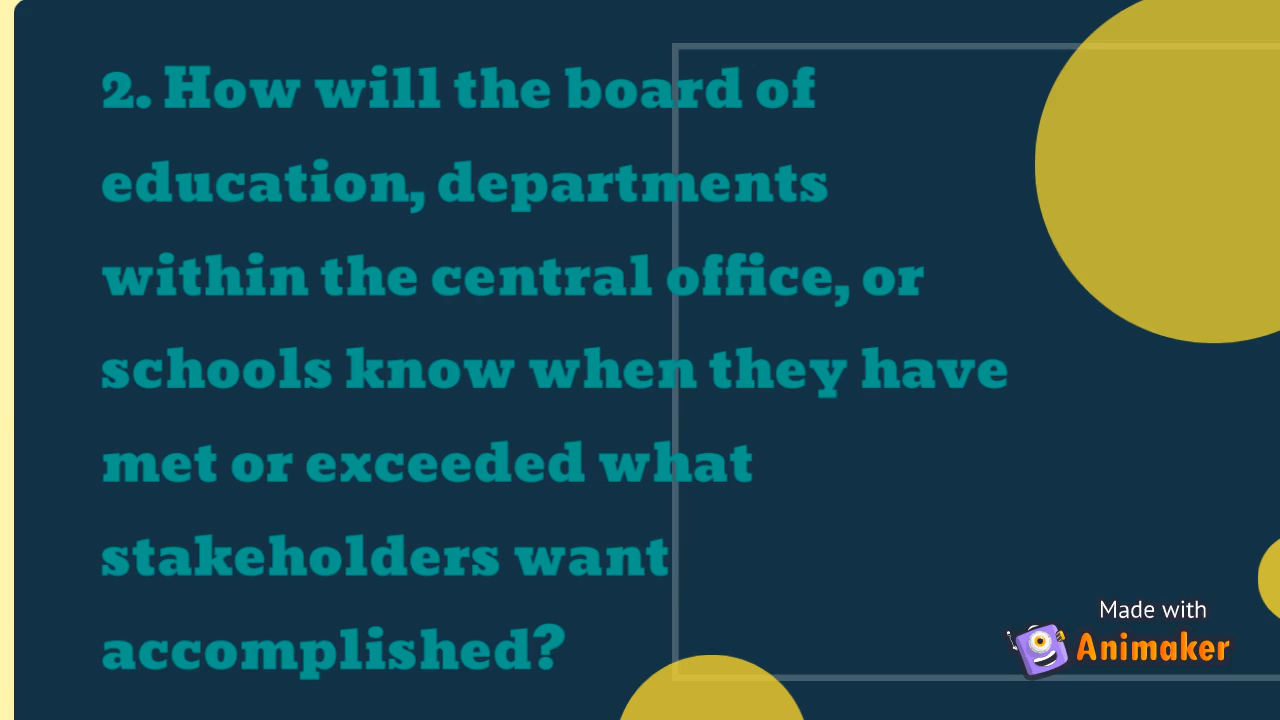 2. How will the board of
education, departments
within the central office, or
schools know when they have
met or exceeded what
stakeholders want
accomplished?
Made with
Animaker